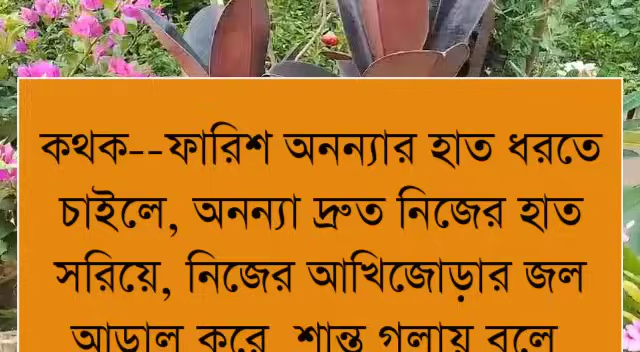 কথক--ফারিশ অনন্যার হাত ধরতে
চাইলে, অনন্যা দ্রুত নিজের হাত
সরিয়ে, নিজের আখিজোড়ার জল
আড়াল করে শান্ত গলায় বলে